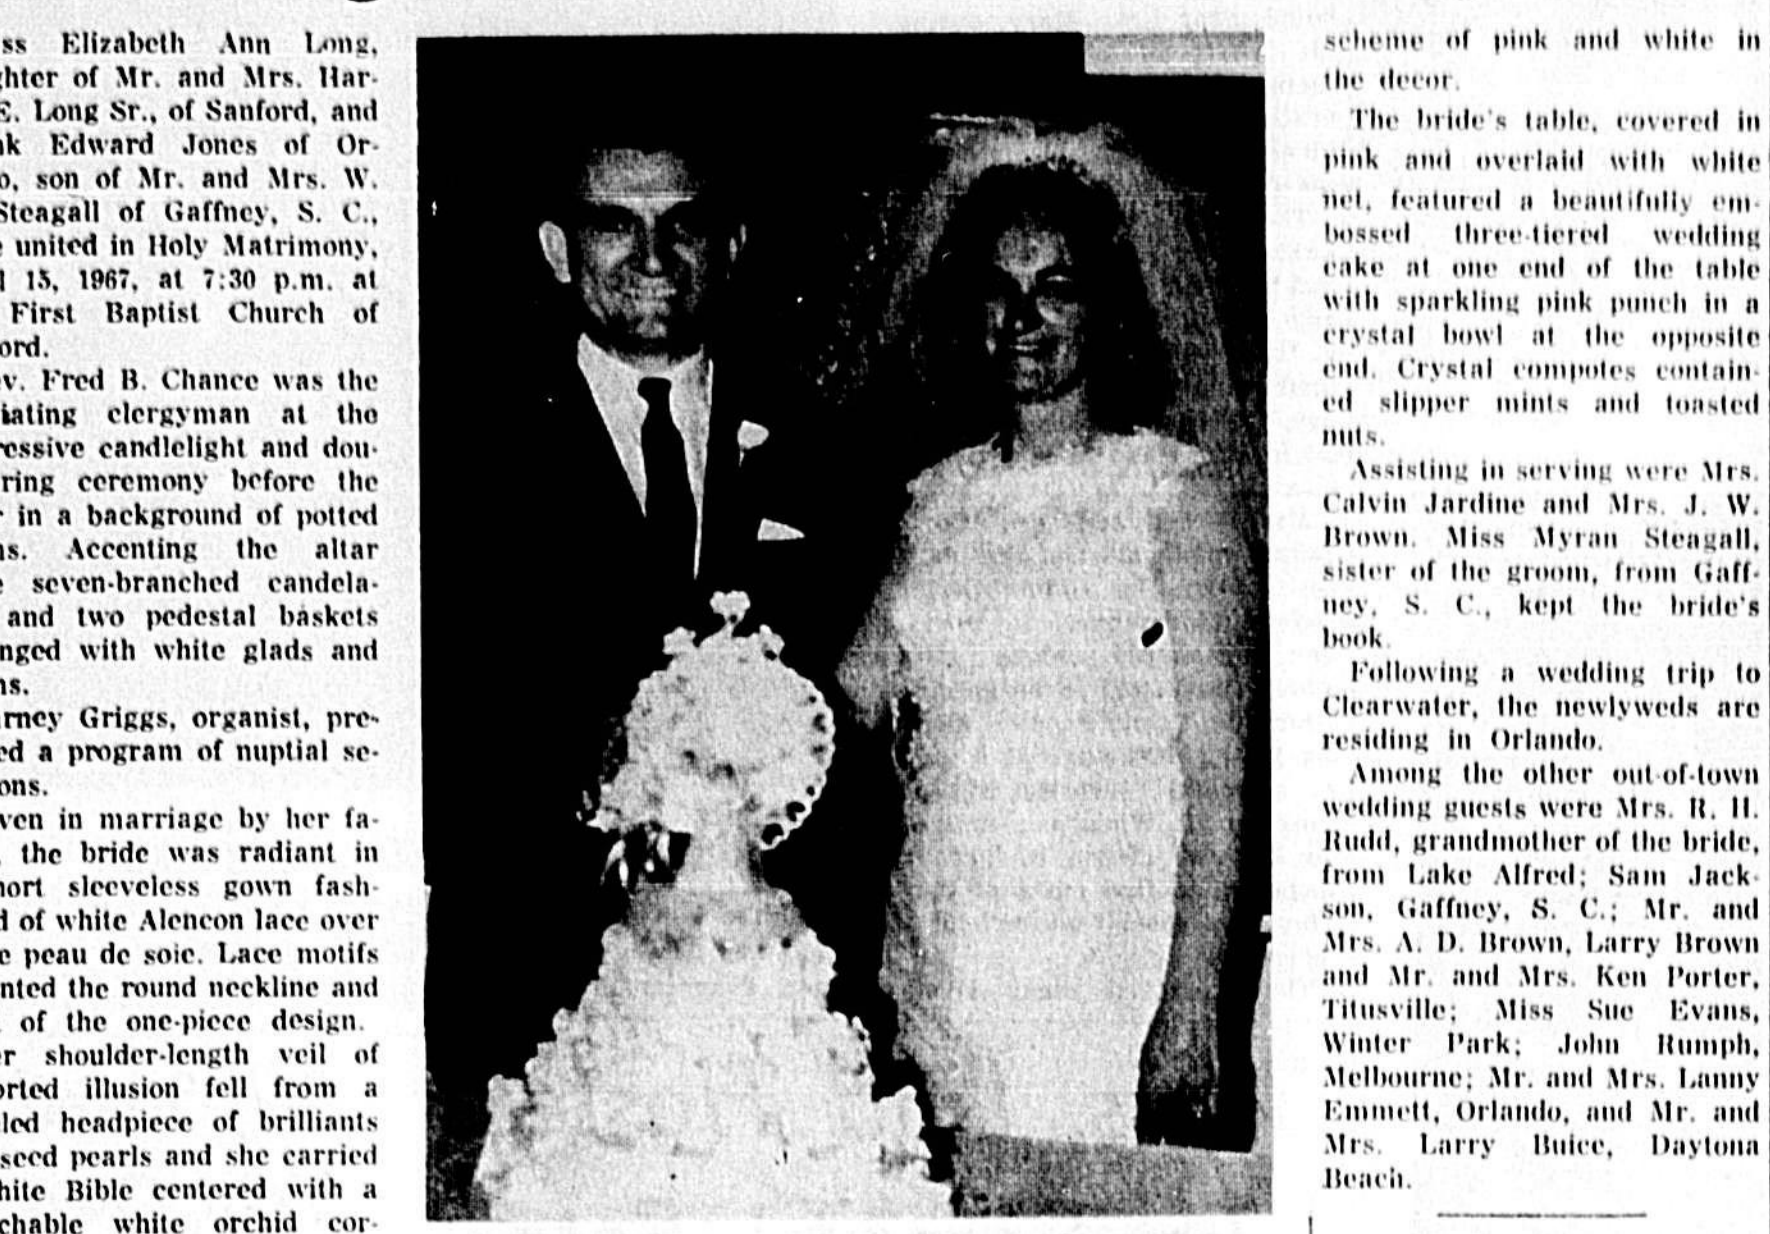 ss Elizabeth Ann Long,
ghter of Mr. and Mrs. Har-
E. Long Sr., of Sanford, and
nk Edward Jones of Or-
o, son of Mr. and Mrs. W.
Steagall of Gaffney, S. C.,
e united in Holy Matrimony,
l 15, 1967, at 7:30 p.m. at
First Baptist Church of
ord.
ev. Fred B. Chance was the
iating clergyman at the
ressive candlelight and dou-
ring ceremony before the
r in a background of potted
ns. Accenting the altar
e seven-branched candela-
and two pedestal baskets
nged with white glads and
ns.
arney Griggs, organist, pre-
ed a program of nuptial se-
ons.
ven in marriage by her fa-
, the bride was radiant in
hort sleeveless gown fash-
d of white Alencon lace over
e peau de soie. Lace motifs
nted the round neckline and
of the one-piece design.
er shoulder-length veil of
orted illusion fell from a
led headpiece of brilliants
seed pearls and she carried
hite Bible centered with a
chable white orchid cor-
scheme of pink and white in
the decor.
The bride's table, covered in
pink and overlaid with white
net, featured a beautifully em-
bossed three-tiered wedding
cake at one end of the table
with sparkling pink punch in a
crystal bowl at the opposite
end. Crystal compotes contain-
ed slipper mints and toasted
nuts.
Assisting in serving were Mrs.
Calvin Jardine and Mrs. J. W.
Brown. Miss Myran Steagall,
sister of the groom, from Gaff-
ney, S. C., kept the bride's
book.
Following a wedding trip to
Clearwater, the newlyweds are
residing in Orlando.
Among the other out-of-town
wedding guests were Mrs. R. H.
Rudd, grandmother of the bride,
from Lake Alfred; Sam Jack-
son, Gaffney, S. C.; Mr. and
Mrs. A. D. Brown, Larry Brown
and Mr. and Mrs. Ken Porter,
Titusville; Miss Sue Evans,
Winter Park; John Rumph,
Melbourne; Mr. and Mrs. Lanny
Emmett, Orlando, and Mr. and
Mrs. Larry Buice, Daytona
Beach.